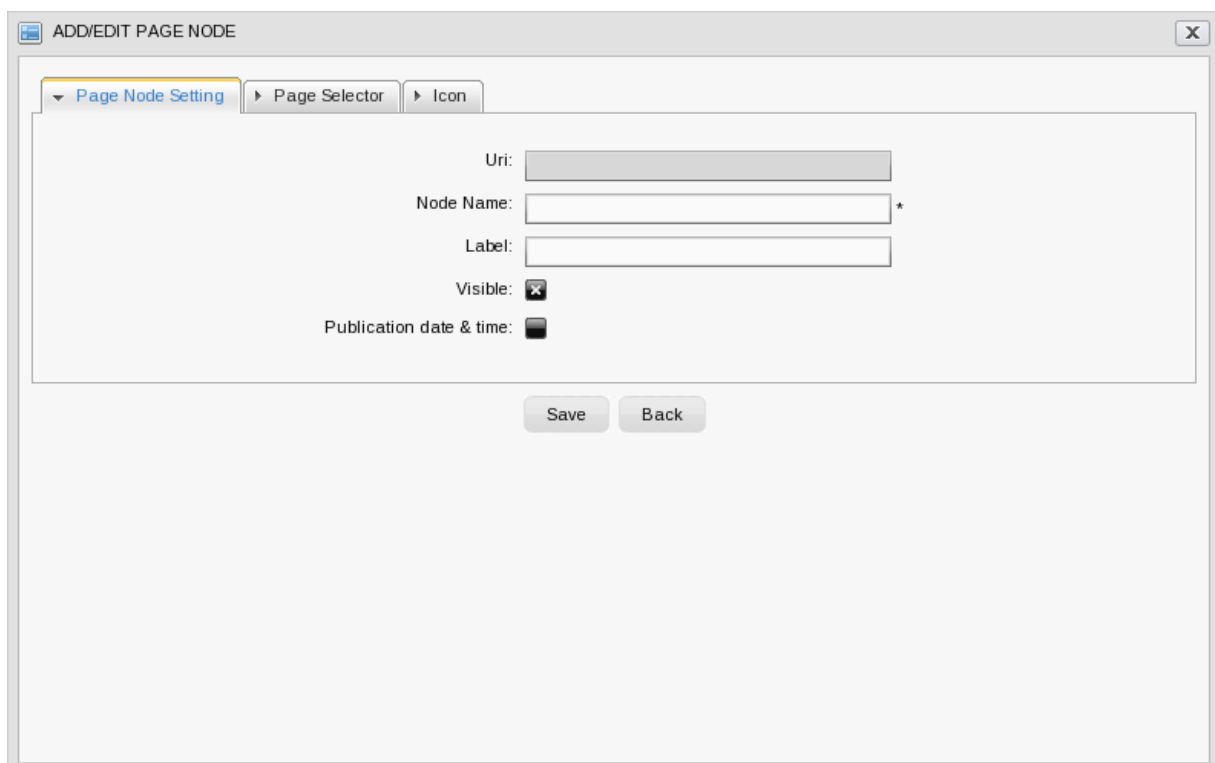 ADD/EDIT PAGE NODE X
Page Node Setting Page Selector Icon
Uri:
Node Name: *
Label:
Visible:
Publication date & time:
Save Back